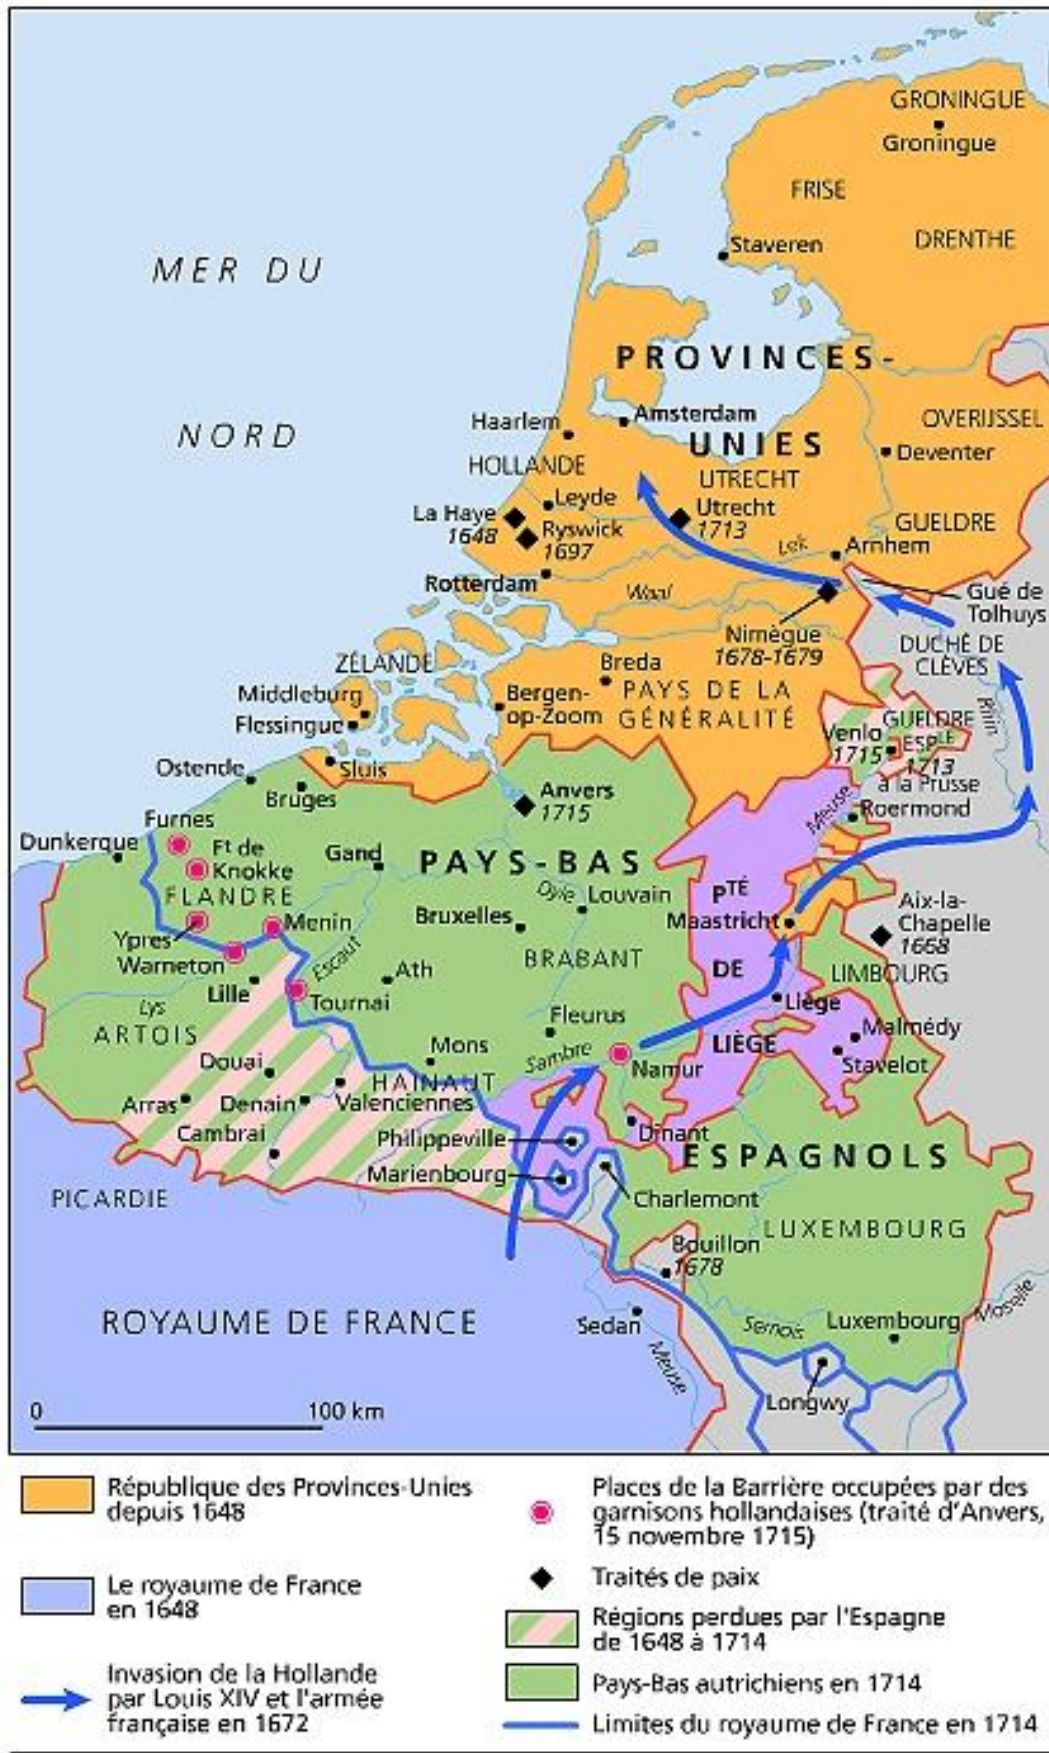 GRONINGUE
Groningue
FRISE
DRENTHE
Staveren
MER DU
NORD
PROVINCES-
UNIES
Haarlem
Amsterdam
OVERIJSSEL
Deventer
HOLLANDE
UTRECHT
Leyde
La Haye
1648
Ryswick
1697
Utrecht
1713
GUELDRE
Lek
Arnhem
Rotterdam
Waal
Gué de
Tolhuys
Nimègue
1678-1679
DUCHÉ DE
CLÈVES
ZÉLANDE
Breda
Middleburg
Flessingue
Bergen-
op-Zoom
PAYS DE LA
GÉNÉRALITÉ
Rhin
Venlo
1715
GUELDRE
ESPLE
1713
à la Prusse
Ostende
Sluis
Bruges
Anvers
1715
Meuse
Roermond
Furnes
Dunkerque
Ft de
Knokke
Gand
PAYS-BAS
FLANDRE
Dyle
Louvain
PTÉ
Menin
Bruxelles
Maastricht
Aix-la-
Chapelle
1668
Ypres
Warneton
Escaut
BRABANT
DE
LIMBOURG
Lille
Ath
Tournai
Liège
Lys
ARTOIS
Fleurus
Malmédy
Mons
Sambre
LIÈGE
Stavelot
Douai
Namur
HAINAUT
Arras
Denain
Valenciennes
Cambrai
Philippeville
Dinant
ESPAGNOLS
Marienbourg
PICARDIE
Charlemont
LUXEMBOURG
Bouillon
1678
ROYAUME DE FRANCE
Sedan
Semois
Luxembourg
Moselle
Meuse
Longwy
0 100 km
République des Provinces-Unies
depuis 1648
Le royaume de France
en 1648
Invasion de la Hollande
par Louis XIV et l'armée
française en 1672
Places de la Barrière occupées par des
garnisons hollandaises (traité d'Anvers,
15 novembre 1715)
Traités de paix
Régions perdues par l'Espagne
de 1648 à 1714
Pays-Bas autrichiens en 1714
Limites du royaume de France en 1714